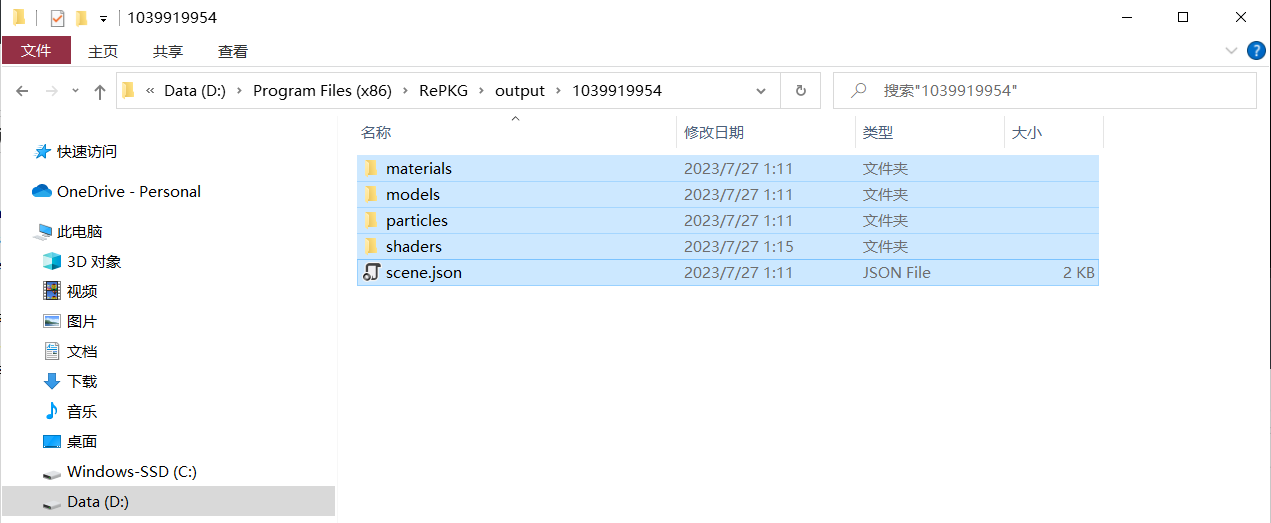 1039919954
文件 主页 共享 查看
« Data (D:) › Program Files (x86) › RePKG › output › 1039919954 搜索"1039919954"
名称 修改日期 类型 大小
快速访问
OneDrive - Personal
此电脑
3D 对象
视频
图片
文档
下载
音乐
桌面
Windows-SSD (C:)
Data (D:)
materials 2023/7/27 1:11 文件夹
models 2023/7/27 1:11 文件夹
particles 2023/7/27 1:11 文件夹
shaders 2023/7/27 1:15 文件夹
scene.json 2023/7/27 1:11 JSON File 2 KB